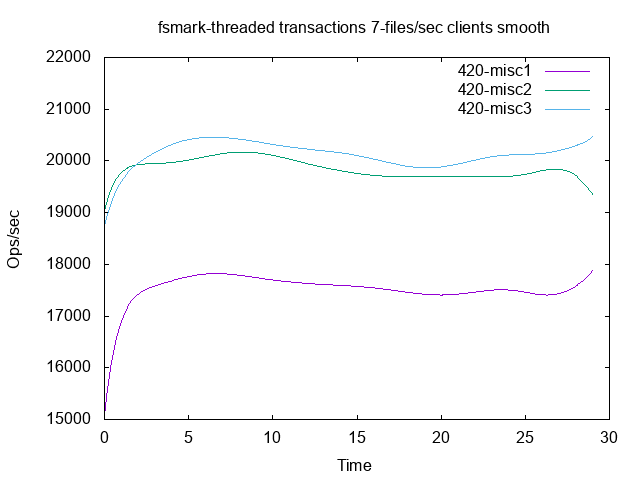 fsmark-threaded transactions 7-files/sec clients smooth
22000
21000
20000
19000
18000
17000
16000
15000
Ops/sec
420-misc1
420-misc2
420-misc3
0 5 10 15 20 25 30
Time